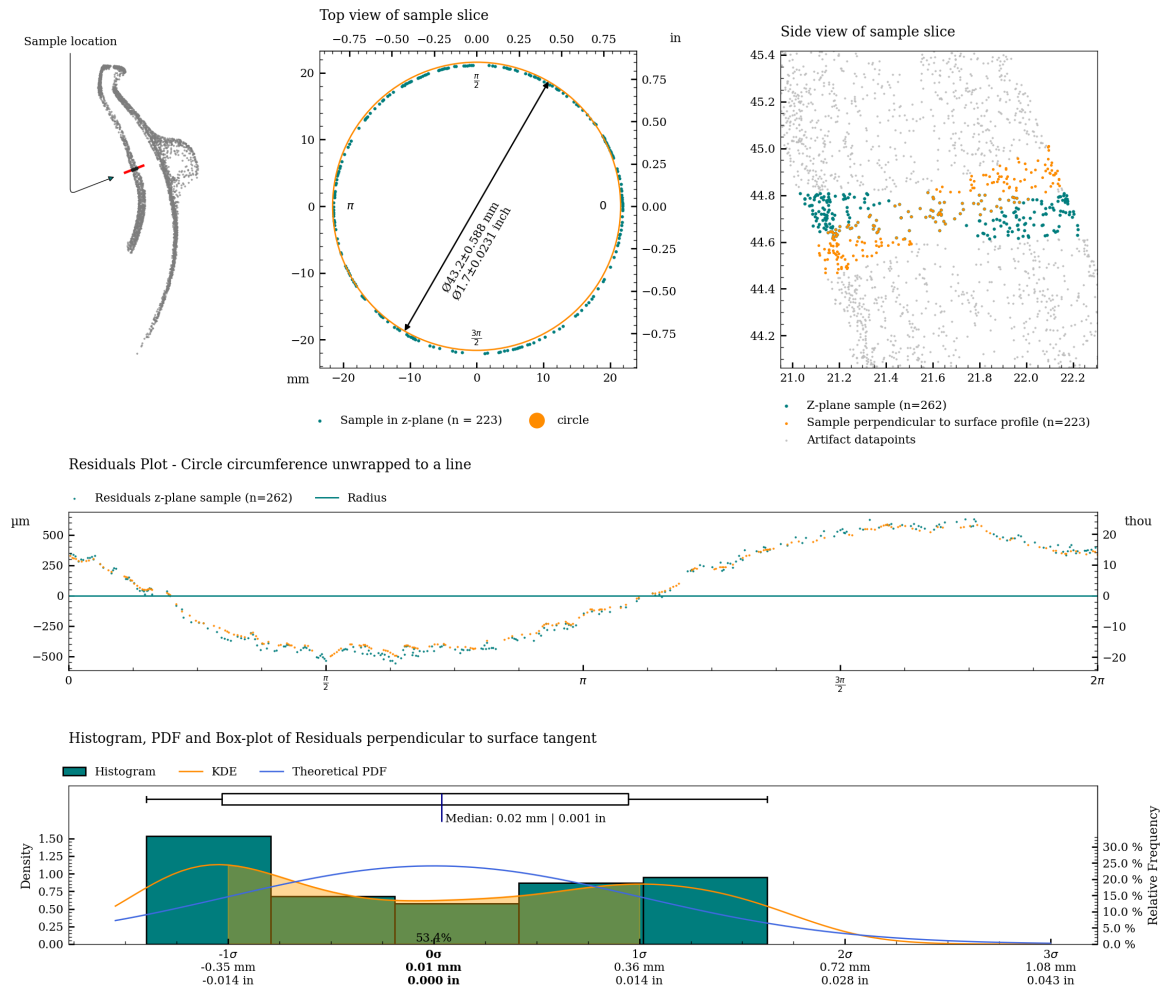 Sample location
Top view of sample slice
−0.75 −0.50 −0.25 0.00 0.25 0.50 0.75 in
20
10
0
−10
−20
0.75
0.50
0.25
0.00
−0.25
−0.50
−0.75
π/2
π
0
3π/2
Ø43.2±0.588 mm
Ø1.7±0.0231 inch
mm −20 −10 0 10 20
Sample in z-plane (n = 223) circle
Side view of sample slice
45.4
45.2
45.0
44.8
44.6
44.4
44.2
21.0 21.2 21.4 21.6 21.8 22.0 22.2
Z-plane sample (n=262)
Sample perpendicular to surface profile (n=223)
Artifact datapoints
Residuals Plot - Circle circumference unwrapped to a line
Residuals z-plane sample (n=262) Radius
µm thou
500
250
0
−250
−500
20
10
0
−10
−20
0 π/2 π 3π/2 2π
Histogram, PDF and Box-plot of Residuals perpendicular to surface tangent
Histogram KDE Theoretical PDF
Median: 0.02 mm | 0.001 in
Density
1.50
1.25
1.00
0.75
0.50
0.25
0.00
Relative Frequency
30.0 %
25.0 %
20.0 %
15.0 %
10.0 %
5.0 %
0.0 %
53.4%
-1σ 0σ 1σ 2σ 3σ
-0.35 mm 0.01 mm 0.36 mm 0.72 mm 1.08 mm
-0.014 in 0.000 in 0.014 in 0.028 in 0.043 in